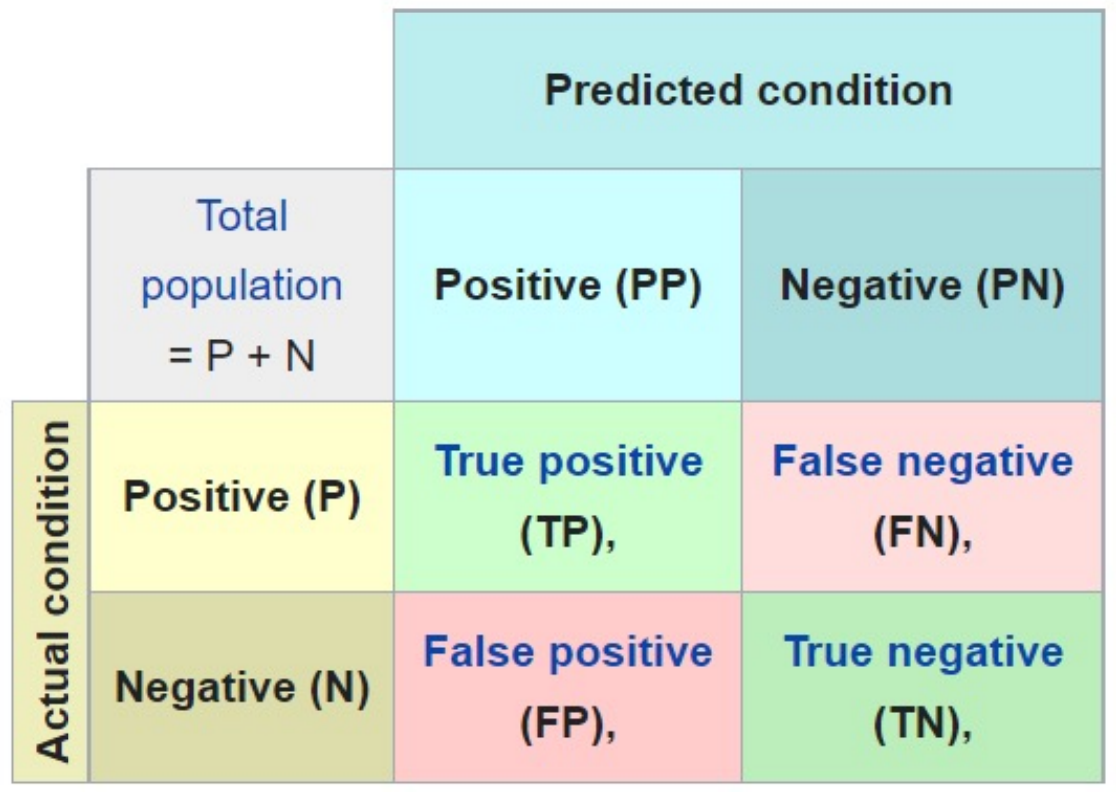 Predicted condition
Total
population
= P + N
Positive (PP)
Negative (PN)
Actual condition
Positive (P)
True positive
(TP),
False negative
(FN),
Negative (N)
False positive
(FP),
True negative
(TN),